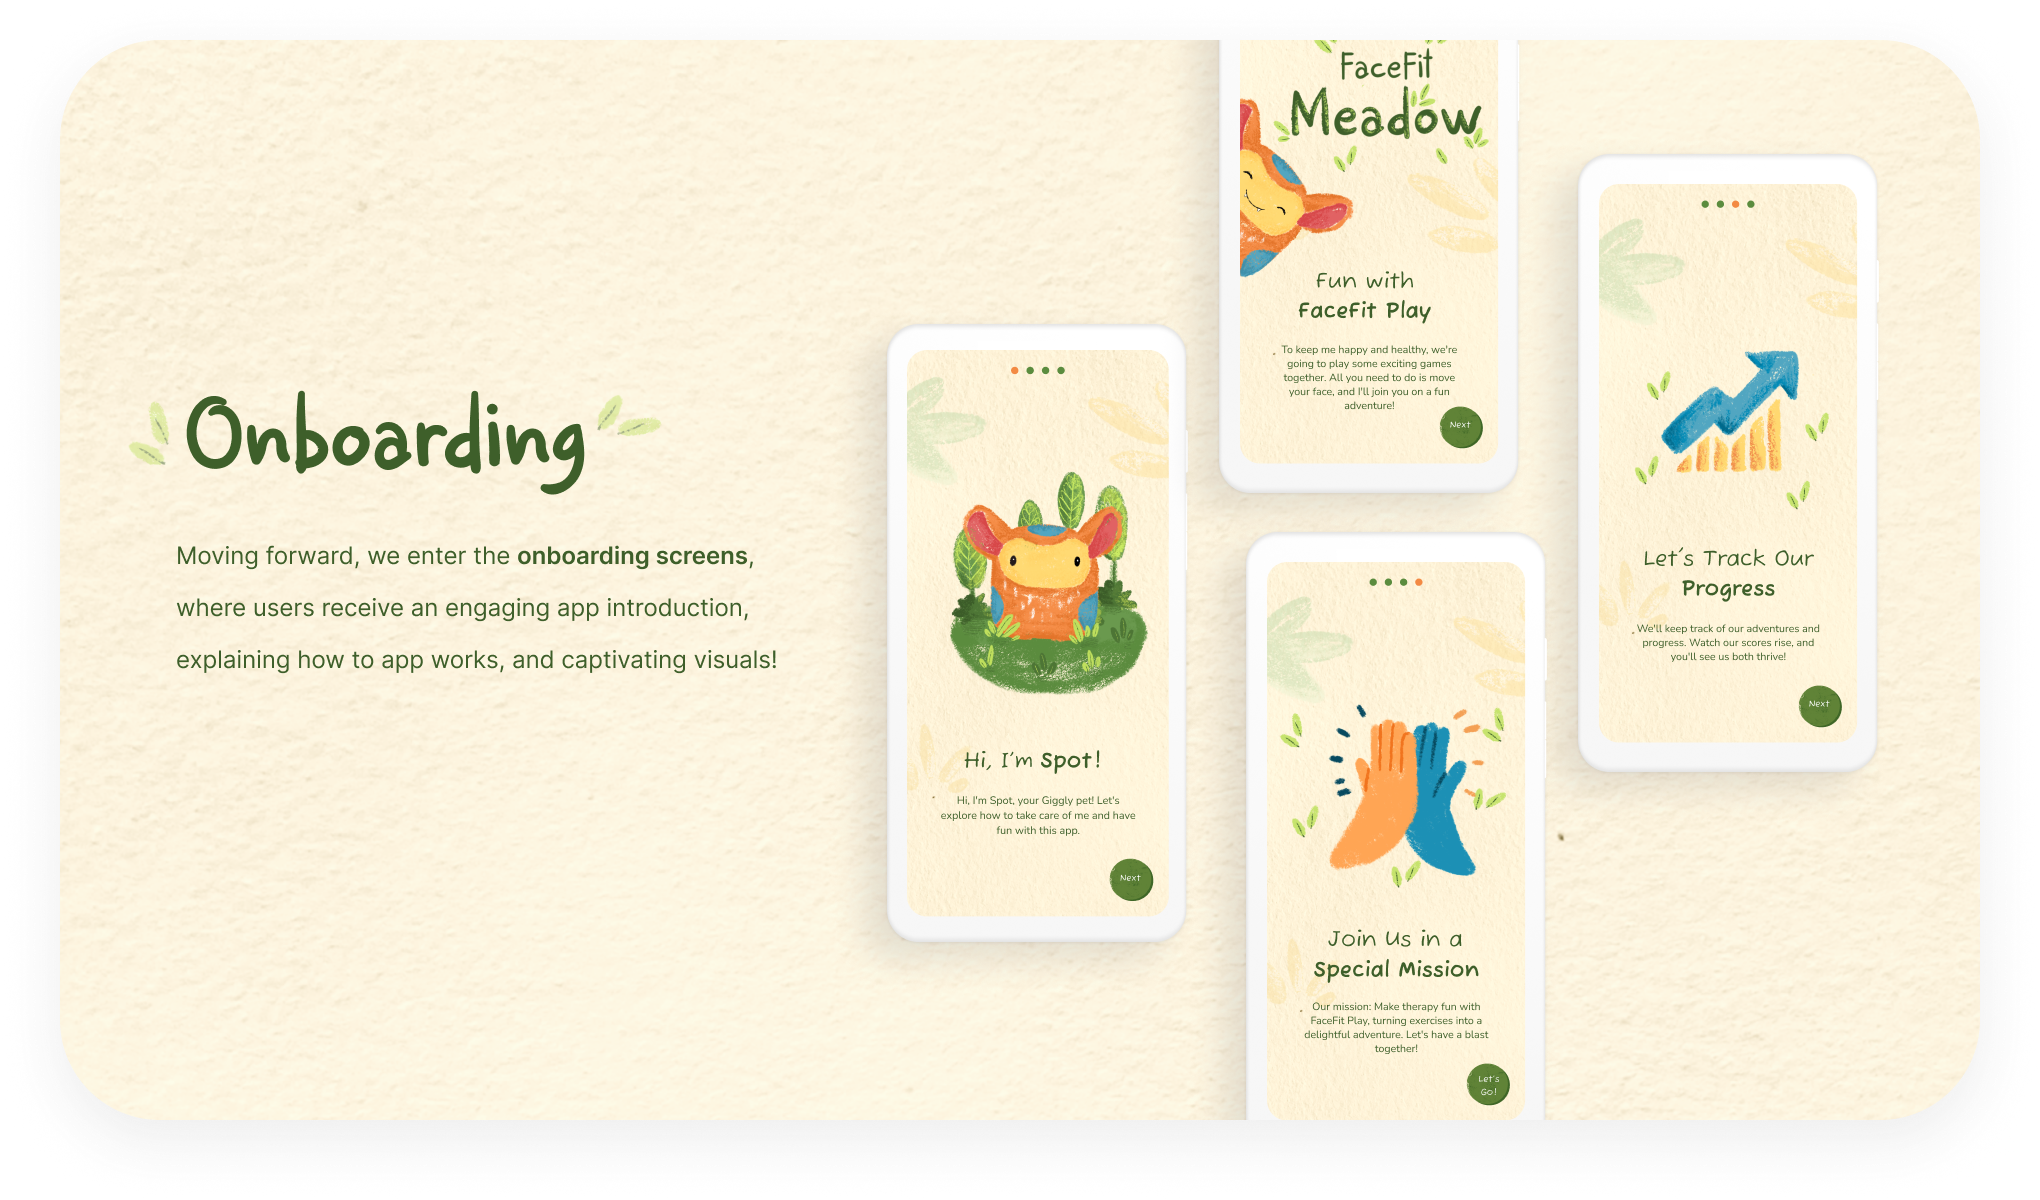 Onboarding
Moving forward, we enter the onboarding screens,
where users receive an engaging app introduction,
explaining how to app works, and captivating visuals!
Hi, I'm Spot!
Hi, I'm Spot, your Giggly pet! Let's
explore how to take care of me and have
fun with this app.
Next
FaceFit
Meadow
Fun with
FaceFit Play
To keep me happy and healthy, we're
going to play some exciting games
together. All you need to do is move
your face, and I'll join you on a fun
adventure!
Next
Let's Track Our
Progress
We'll keep track of our adventures and
progress. Watch our scores rise, and
you'll see us both thrive!
Next
Join Us in a
Special Mission
Our mission: Make therapy fun with
FaceFit Play, turning exercises into a
delightful adventure. Let's have a blast
together!
Let's
Go!